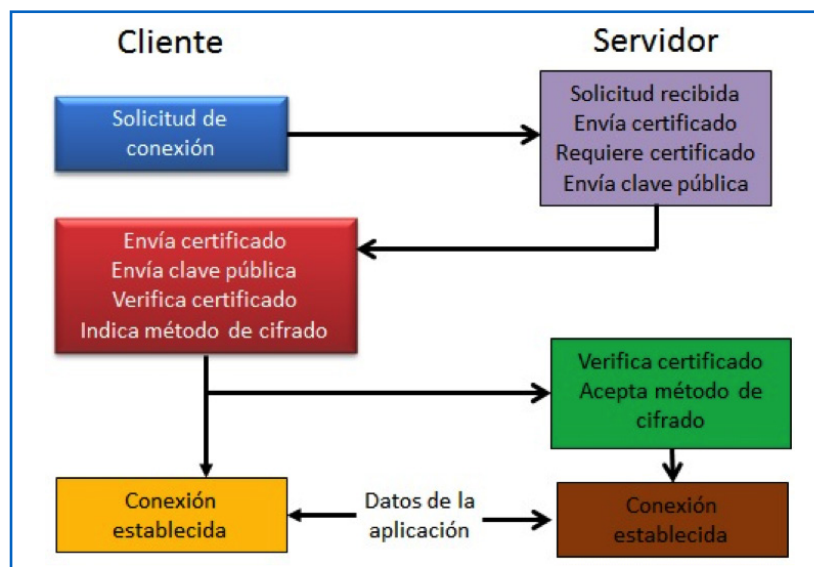 Cliente
Servidor
Solicitud de
conexión
Solicitud recibida
Envía certificado
Requiere certificado
Envía clave pública
Envía certificado
Envía clave pública
Verifica certificado
Indica método de cifrado
Verifica certificado
Acepta método de
cifrado
Conexión
establecida
Datos de la
aplicación
Conexión
establecida